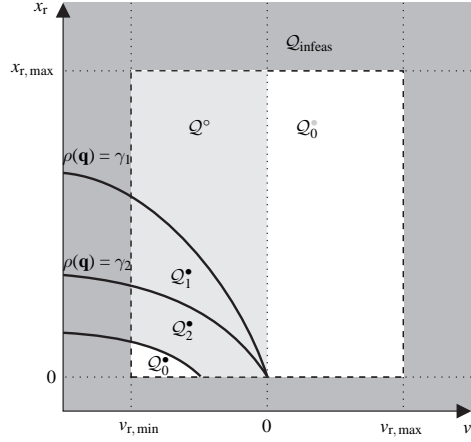 x_r
𝒬_infeas
x_r,max
𝒬°
𝒬_0^●
ρ(q) = γ_1
ρ(q) = γ_2
𝒬_1^●
𝒬_2^●
𝒬_0^●
0
v_r,min
0
v_r,max
v